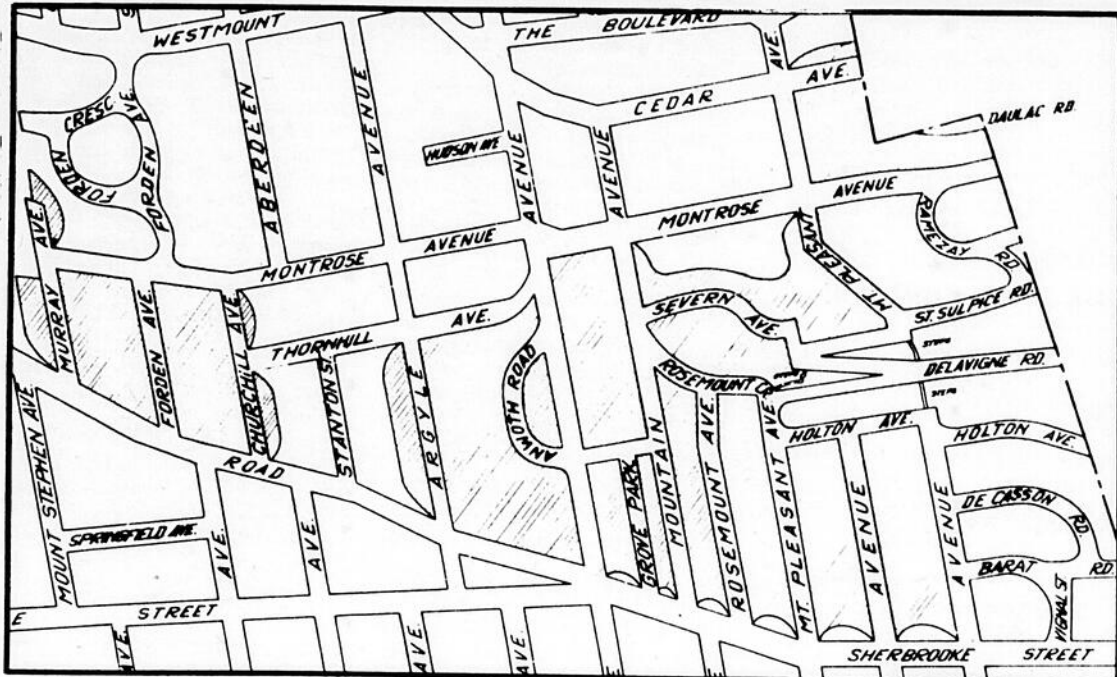 WESTMOUNT
THE BOULEVARD
AVE.
CEDAR AVE.
DAULAC RD.
CRESC
FORDEN
AVE.
FORDEN
ABERDEEN
AVENUE
HUDSON AVE
AVENUE
AVENUE
MONTROSE AVENUE
RAMEZAY RD.
MURRAY AVE.
MONTROSE AVENUE
MT PLEASANT
ST. SULPICE RD.
SEVERN AVE.
FORDEN AVE.
CHURCHILL AVE.
THORNHILL AVE.
STANTON ST.
ARGYLE
ANWOTH ROAD
ROSEMOUNT
STEPS
DELAVIGNE RD.
STEPS
HOLTON AVE.
HOLTON AVE.
MOUNT STEPHEN AVE
ROAD
SPRINGFIELD AVE.
AVE.
AVE.
GROVE PARK
MOUNTAIN
ROSEMOUNT AVE
MT. PLEASANT AVE
AVENUE
AVENUE
DE CASSON RD.
BARAT RD.
VIGNAL ST
E STREET
AVE.
AVE
AVE.
E
SHERBROOKE STREET